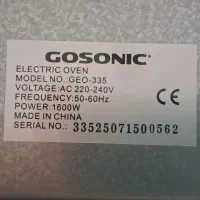 GOSONIC®
ELECTRIC OVEN
MODEL NO.:GEO-335
VOLTAGE:AC 220-240V
FREQUENCY:50-60Hz
POWER:1600W
MADE IN CHINA
SERIAL NO.: 33525071500562
CE